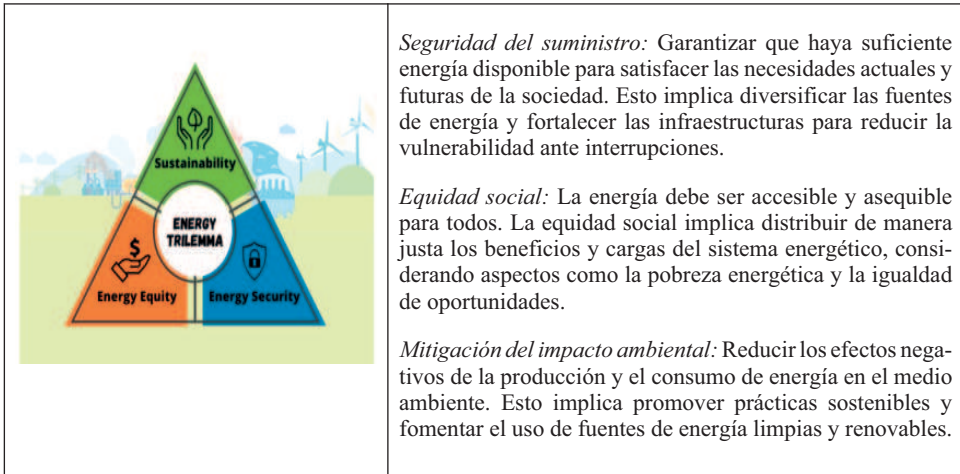 Sustainability
ENERGY
TRILEMMA
Energy Equity
Energy Security
Seguridad del suministro: Garantizar que haya suficiente
energía disponible para satisfacer las necesidades actuales y
futuras de la sociedad. Esto implica diversificar las fuentes
de energía y fortalecer las infraestructuras para reducir la
vulnerabilidad ante interrupciones.
Equidad social: La energía debe ser accesible y asequible
para todos. La equidad social implica distribuir de manera
justa los beneficios y cargas del sistema energético, consi-
derando aspectos como la pobreza energética y la igualdad
de oportunidades.
Mitigación del impacto ambiental: Reducir los efectos nega-
tivos de la producción y el consumo de energía en el medio
ambiente. Esto implica promover prácticas sostenibles y
fomentar el uso de fuentes de energía limpias y renovables.